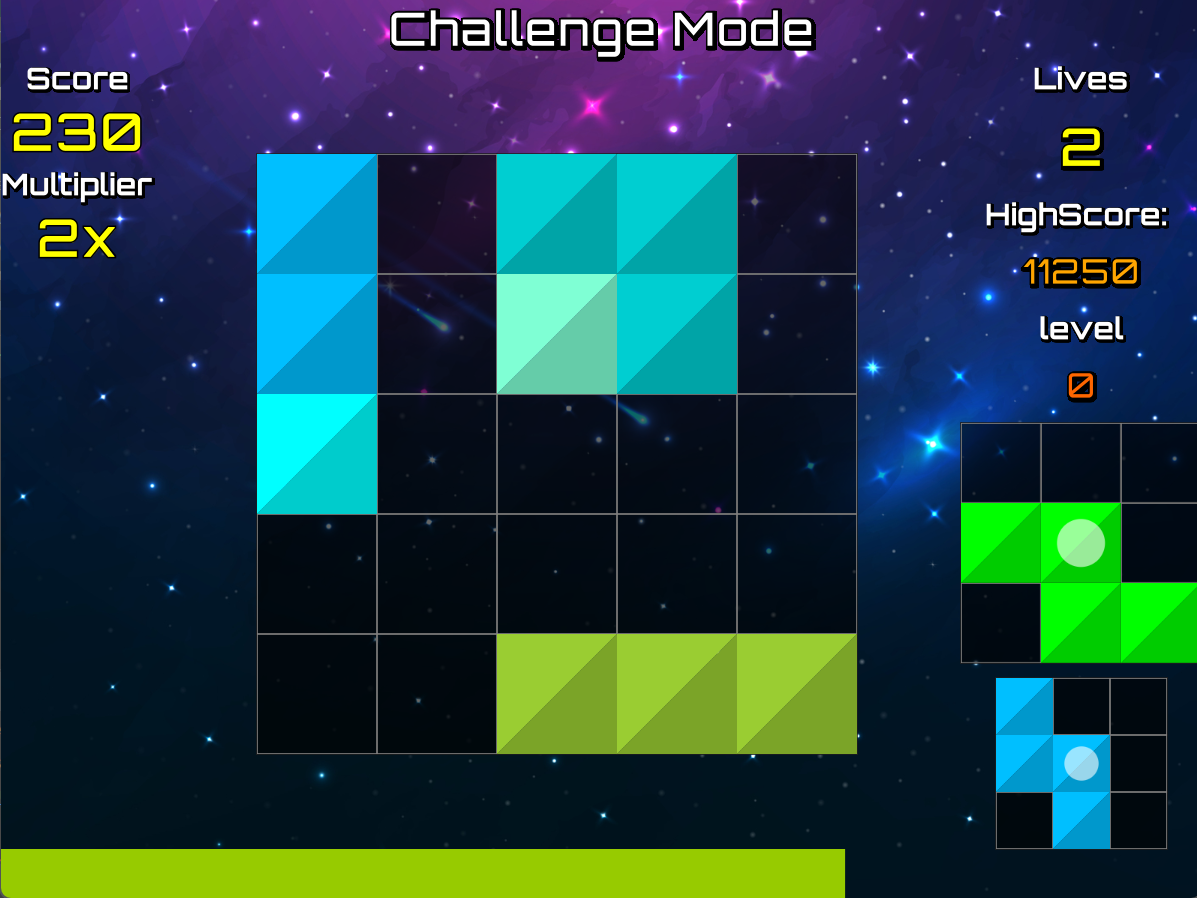 Challenge Mode
Score
230
Multiplier
2x
Lives
2
HighScore:
11250
level
0